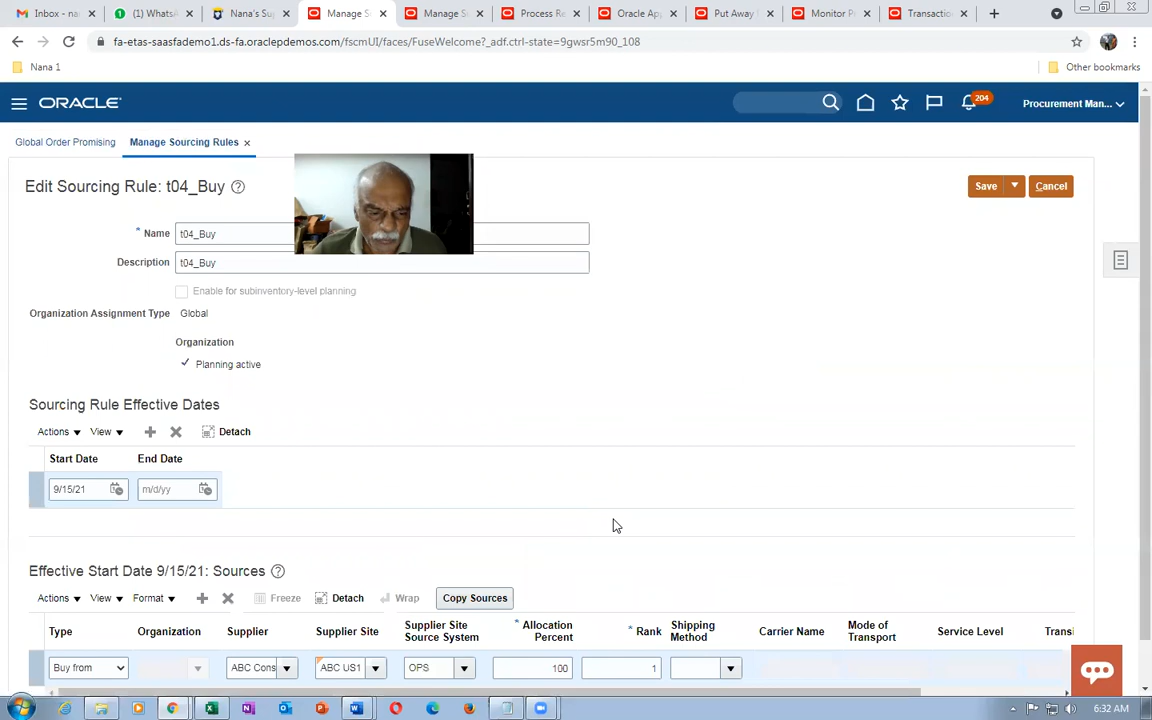 Inbox - nan
(1) WhatsA
Nana's Sup
Manage S
Manage S
Process Re
Oracle App
Put Away
Monitor P
Transactio
fa-etas-saasfademo1.ds-fa.oraclepdemos.com/fscmUI/faces/FuseWelcome?_adf.ctrl-state=9gwsr5m90_108
Nana 1
Other bookmarks
ORACLE
204
Procurement Man...
Global Order Promising
Manage Sourcing Rules
Edit Sourcing Rule: t04_Buy
Save
Cancel
* Name
t04_Buy
Description
t04_Buy
Enable for subinventory-level planning
Organization Assignment Type
Global
Organization
Planning active
Sourcing Rule Effective Dates
Actions
View
Detach
Start Date
End Date
9/15/21
m/d/yy
Effective Start Date 9/15/21: Sources
Actions
View
Format
Freeze
Detach
Wrap
Copy Sources
Type
Organization
Supplier
Supplier Site
Supplier Site Source System
* Allocation Percent
* Rank
Shipping Method
Carrier Name
Mode of Transport
Service Level
Transi
Buy from
ABC Cons
ABC US1
OPS
100
1
6:32 AM